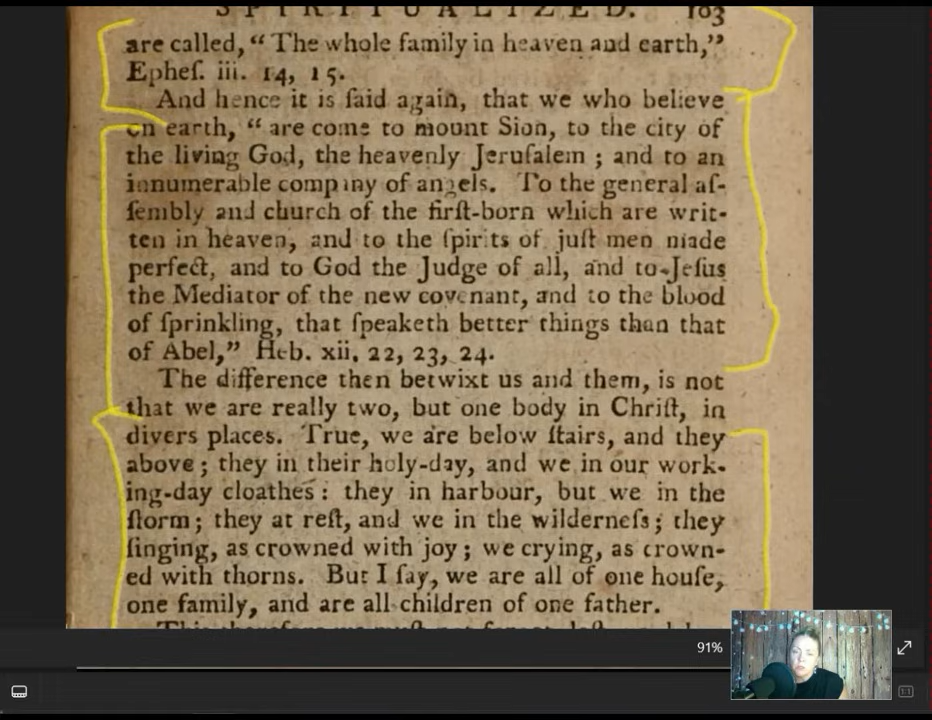 SPIRITUALIZED. 103
are called, “ The whole family in heaven and earth,”
Epheſ. iii. 14, 15.
And hence it is ſaid again, that we who believe
on earth, “ are come to mount Sion, to the city of
the living God, the heavenly Jeruſalem ; and to an
innumerable company of angels. To the general aſ-
ſembly and church of the firſt-born which are writ-
ten in heaven, and to the ſpirits of juſt men made
perfect, and to God the Judge of all, and to Jeſus
the Mediator of the new covenant, and to the blood
of ſprinkling, that ſpeaketh better things than that
of Abel,” Heb. xii. 22, 23, 24.
The difference then betwixt us and them, is not
that we are really two, but one body in Chriſt, in
divers places. True, we are below ſtairs, and they
above ; they in their holy-day, and we in our work-
ing-day cloathes : they in harbour, but we in the
ſtorm ; they at reſt, and we in the wilderneſs ; they
ſinging, as crowned with joy ; we crying, as crown-
ed with thorns. But I ſay, we are all of one houſe,
one family, and are all children of one father.
91%
1:1